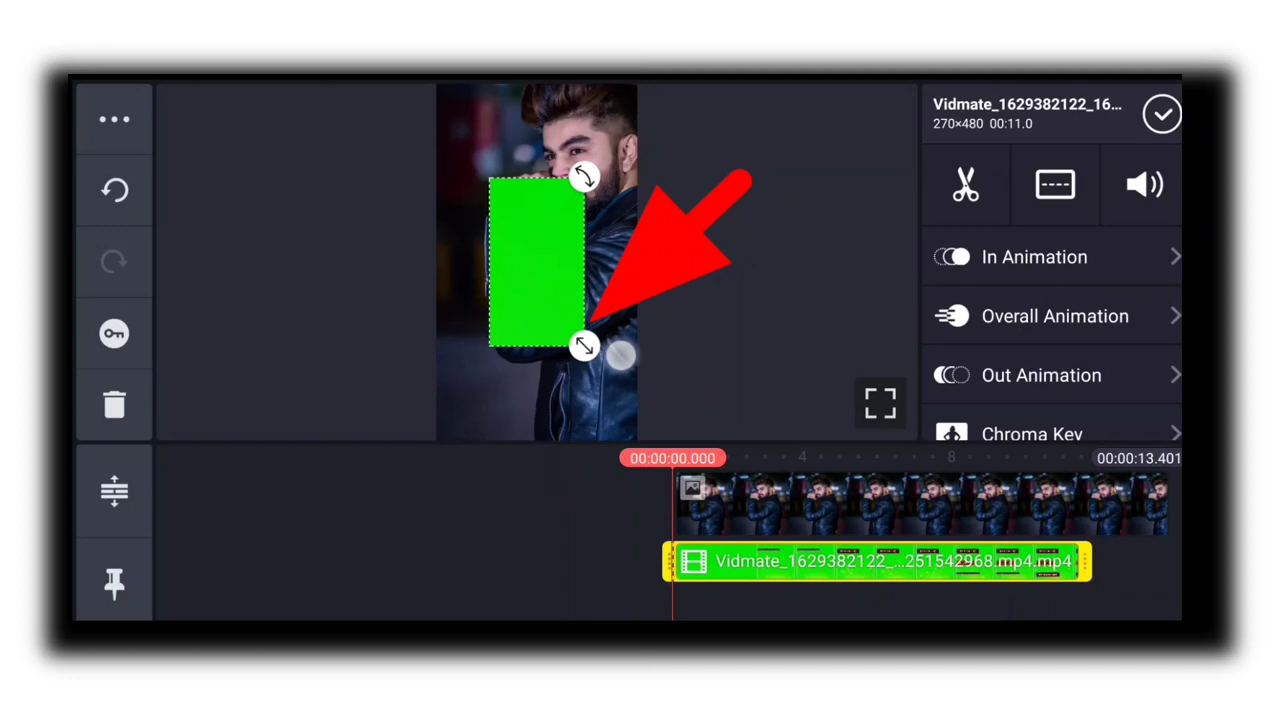 Vidmate_1629382122_16...
270×480 00:11.0
In Animation
Overall Animation
Out Animation
Chroma Key
00:00:00.000
4
8
00:00:13.401
Vidmate_1629382122_...251542968.mp4.mp4